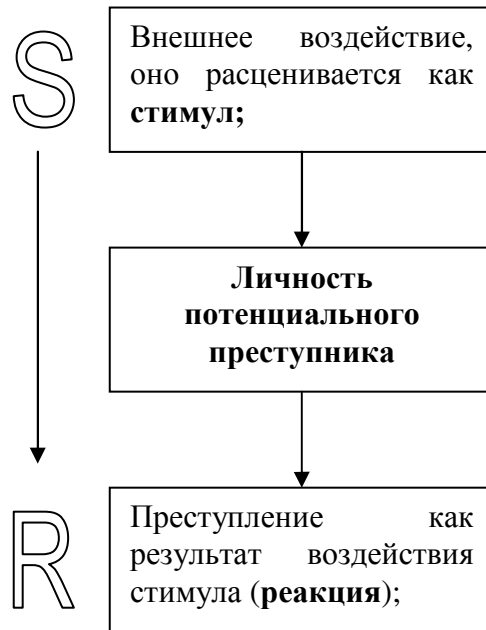 S
Внешнее воздействие,
оно расценивается как
стимул;
Личность
потенциального
преступника
R
Преступление как
результат воздействия
стимула (реакция);